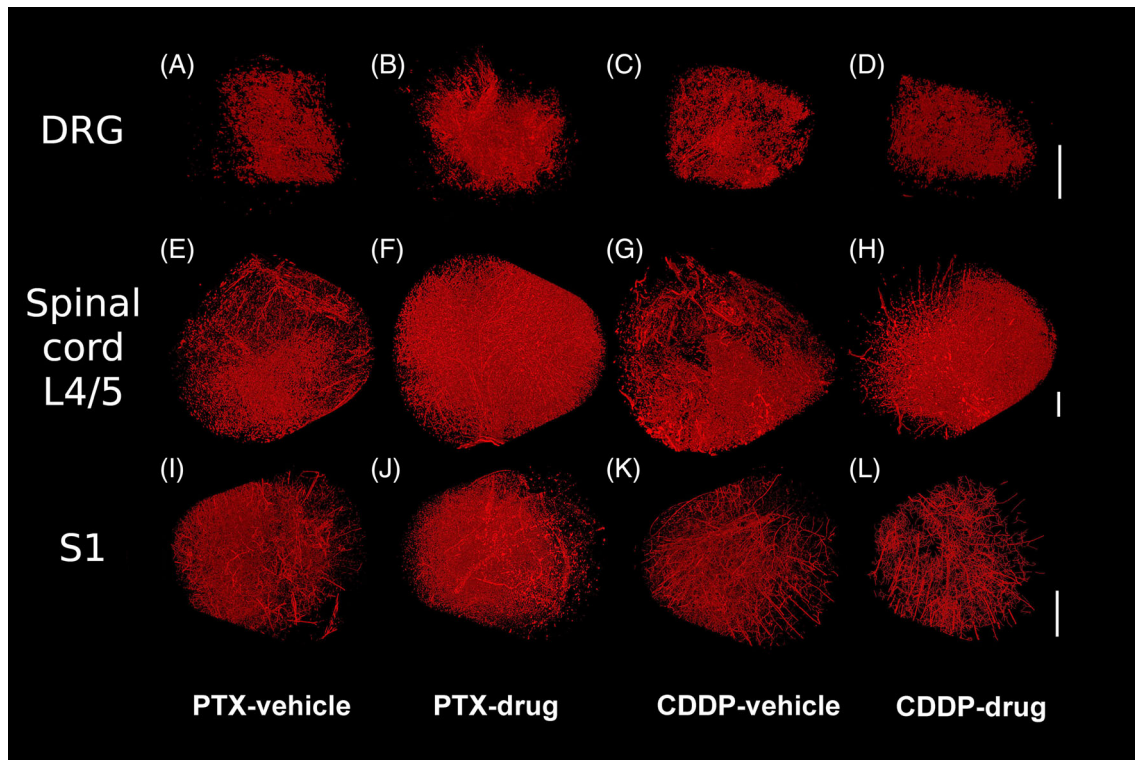 (A) (B) (C) (D)
DRG
(E) (F) (G) (H)
Spinal
cord
L4/5
(I) (J) (K) (L)
S1
PTX-vehicle PTX-drug CDDP-vehicle CDDP-drug